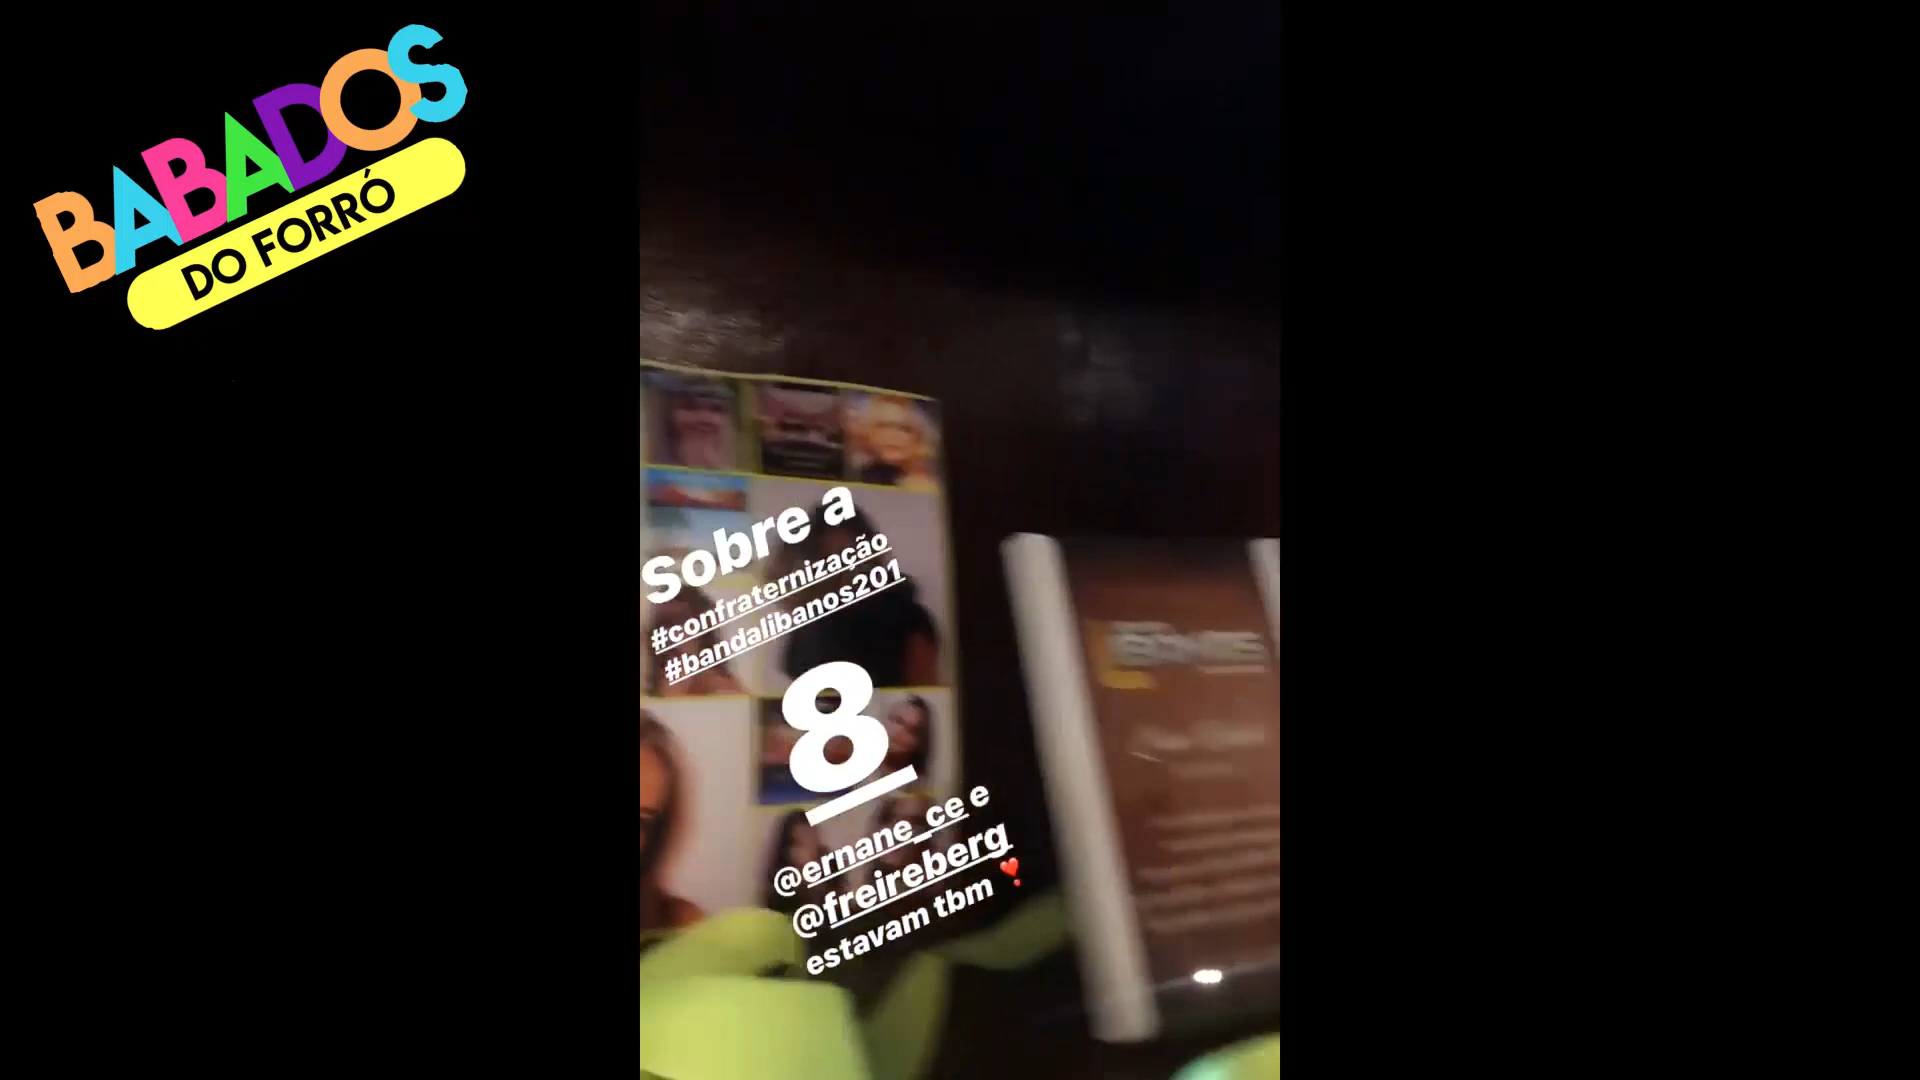 BABADOS
DO FORRÓ
Sobre a
#confraternização
#bandalibanos201
8
@ernane_ce e
@freireberg
estavam tbm